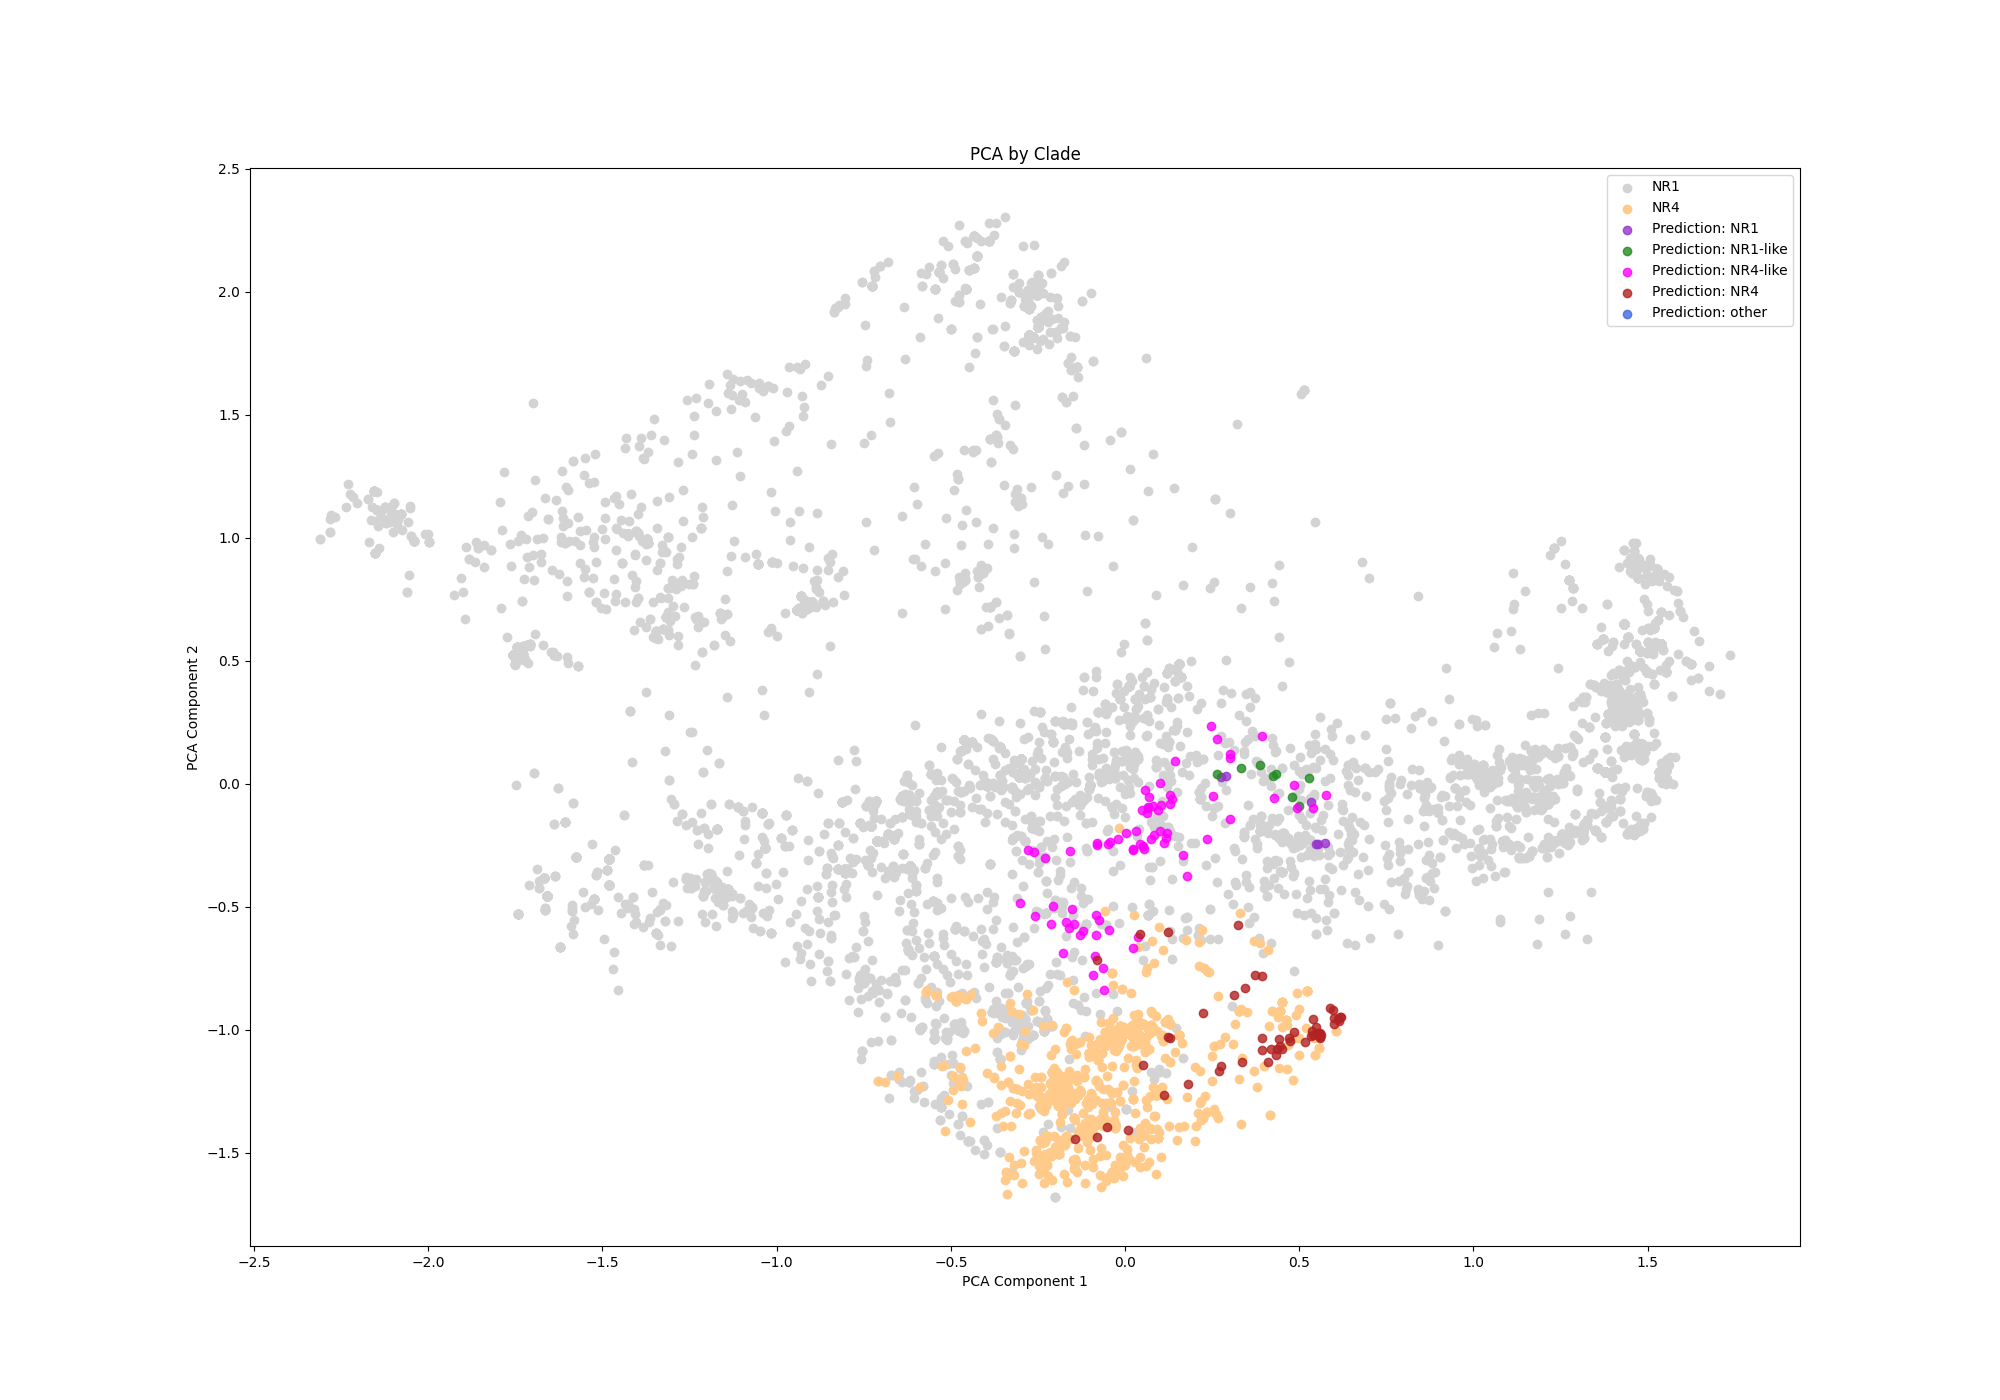 PCA by Clade
NR1
NR4
Prediction: NR1
Prediction: NR1-like
Prediction: NR4-like
Prediction: NR4
Prediction: other
2.5
2.0
1.5
1.0
0.5
0.0
−0.5
−1.0
−1.5
PCA Component 2
−2.5 −2.0 −1.5 −1.0 −0.5 0.0 0.5 1.0 1.5
PCA Component 1